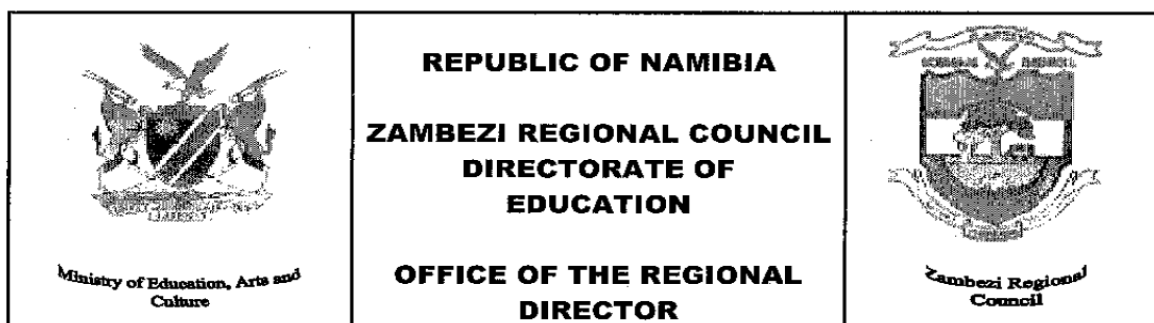 REPUBLIC OF NAMIBIA
ZAMBEZI REGIONAL COUNCIL
DIRECTORATE OF
EDUCATION
OFFICE OF THE REGIONAL
DIRECTOR
Ministry of Education, Arts and
Culture
Zambezi Regional
Council